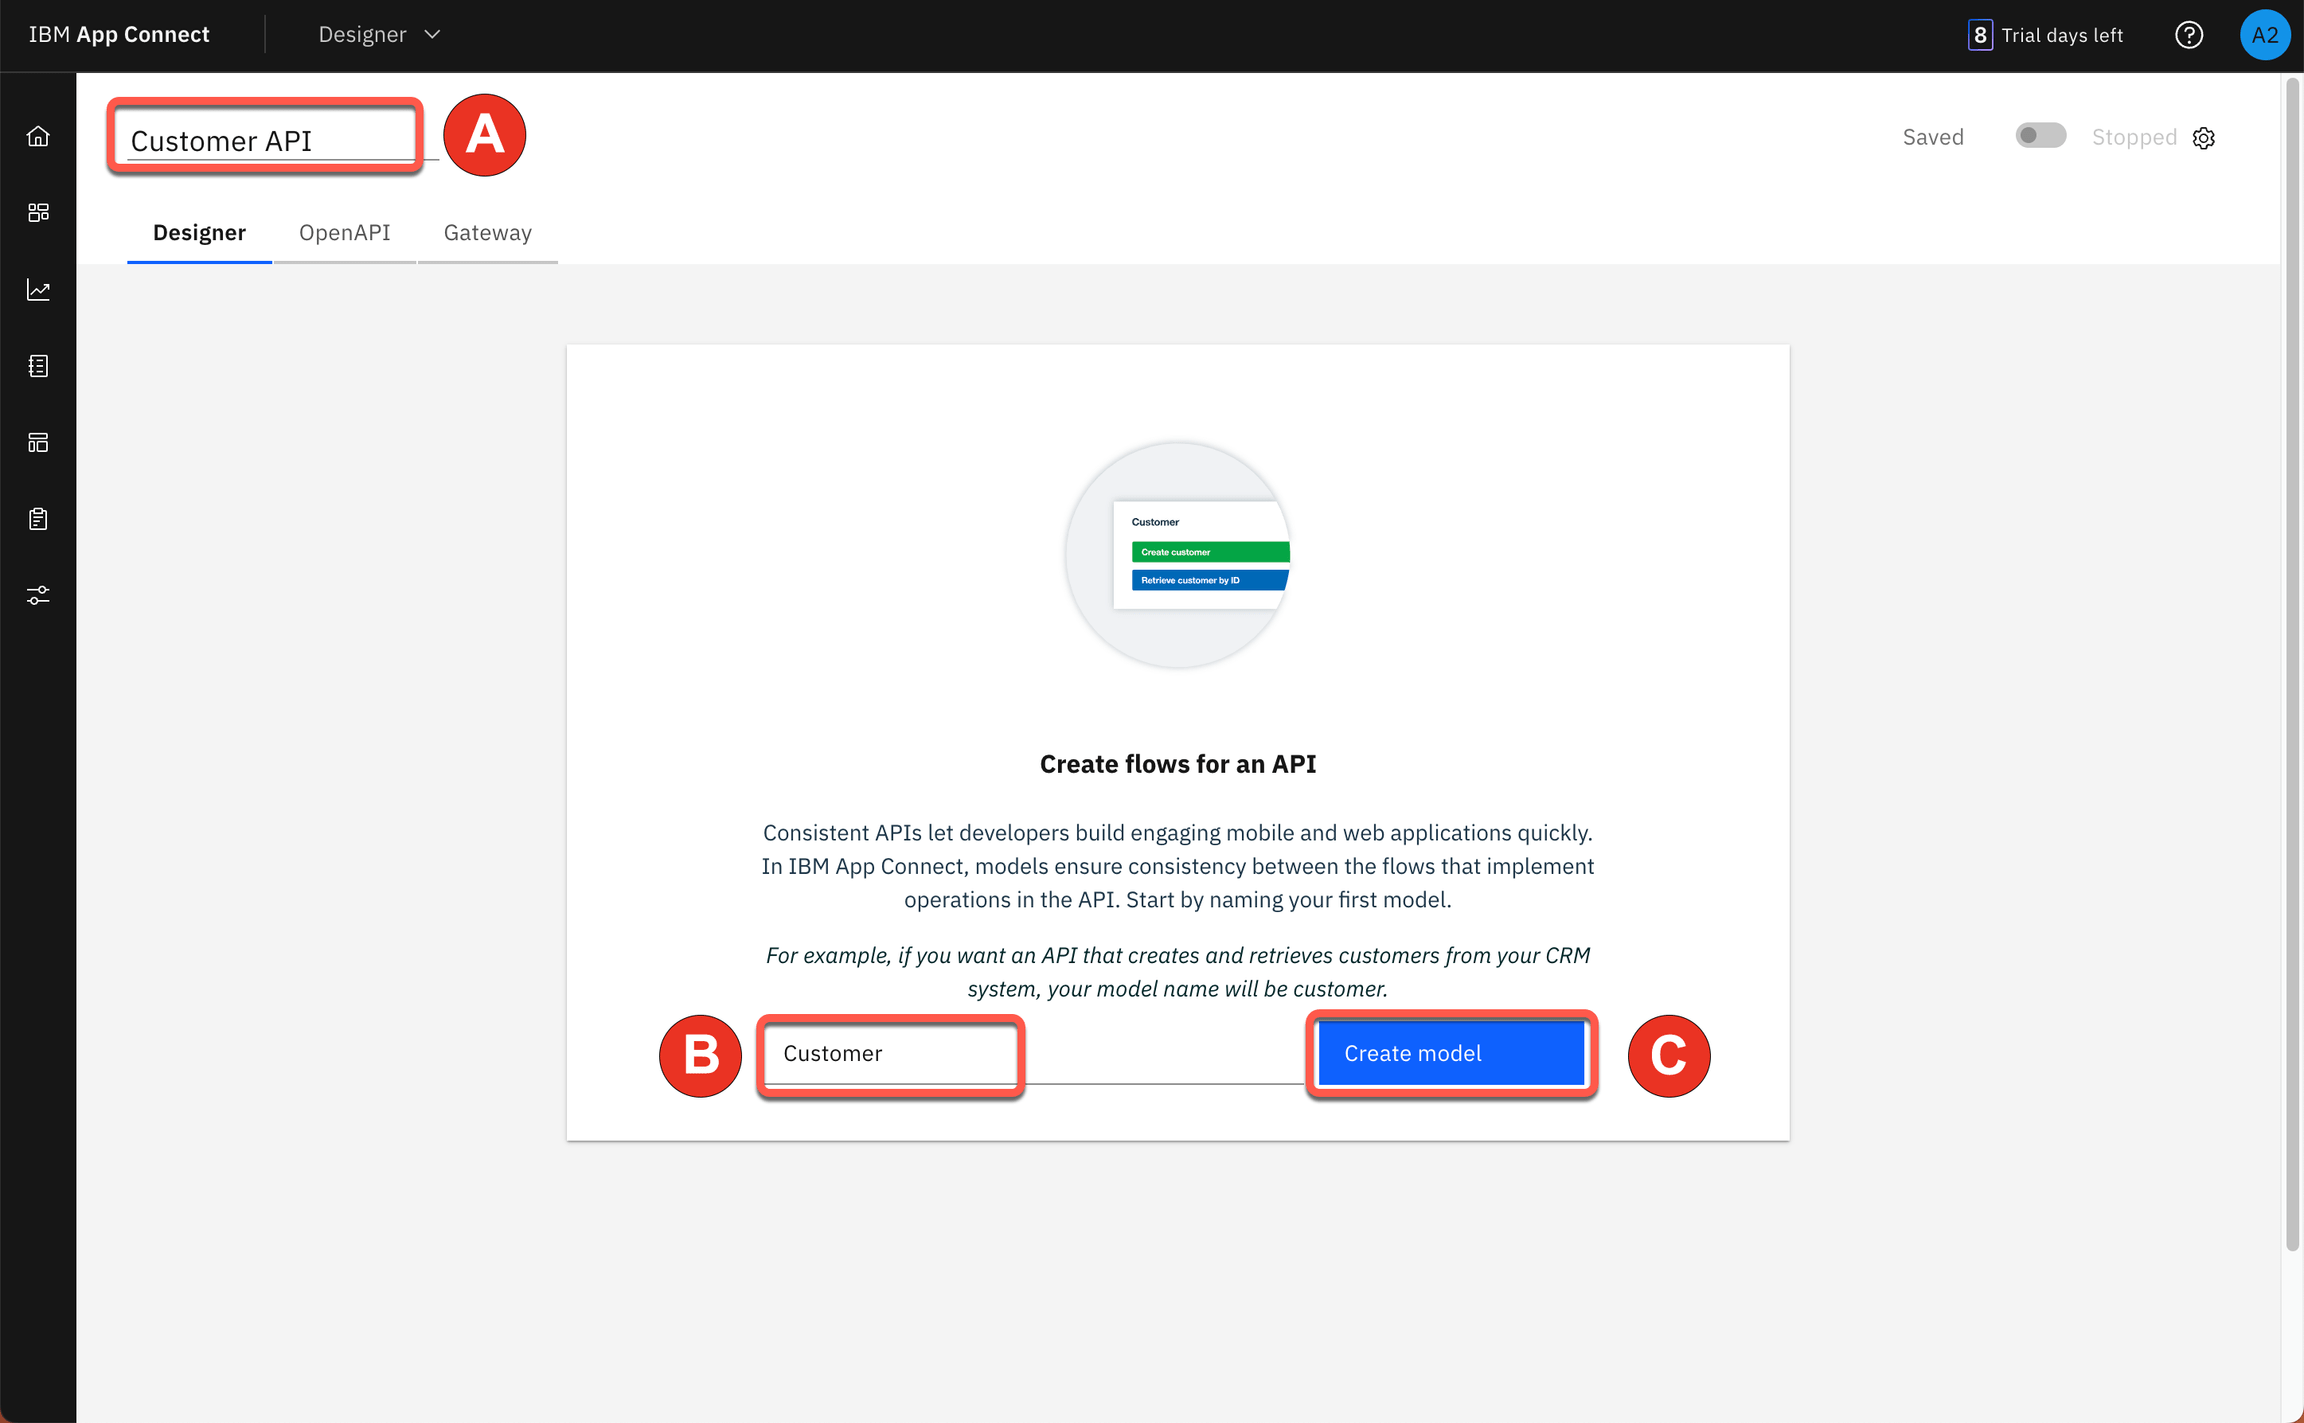 IBM App Connect
Designer
8 Trial days left
A2
Customer API
A
Saved
Stopped
Designer
OpenAPI
Gateway
Customer
Create customer
Retrieve customer by ID
Create flows for an API
Consistent APIs let developers build engaging mobile and web applications quickly.
In IBM App Connect, models ensure consistency between the flows that implement
operations in the API. Start by naming your first model.
For example, if you want an API that creates and retrieves customers from your CRM
system, your model name will be customer.
B
Customer
Create model
C